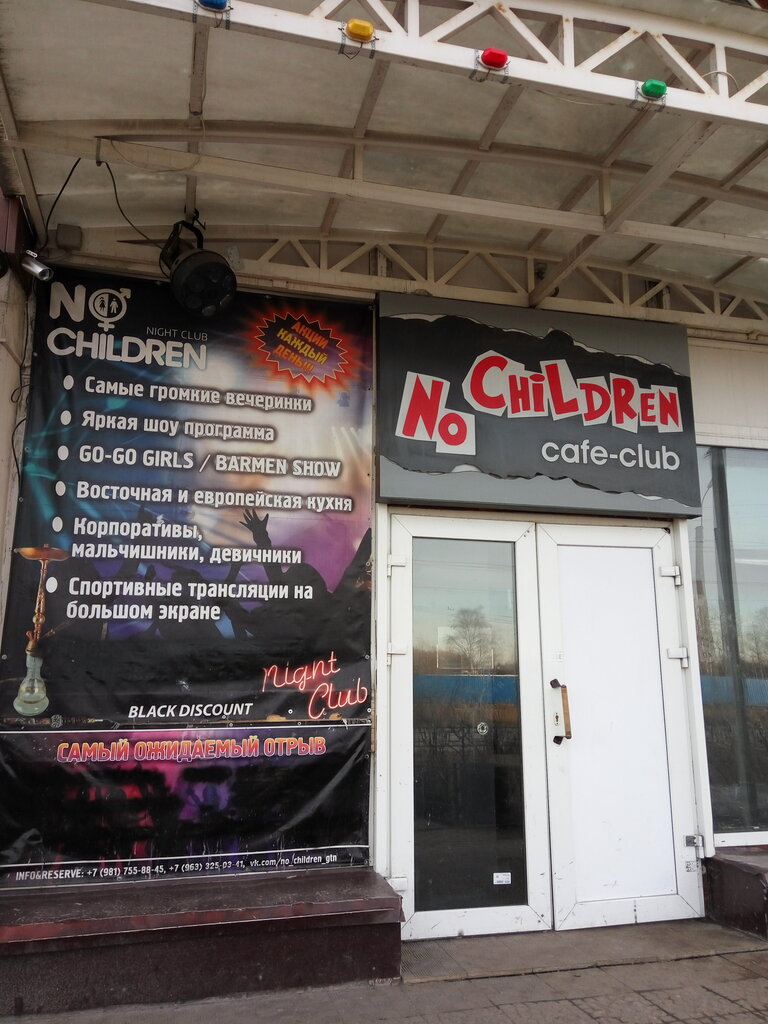 NO
NIGHT CLUB
CHILDREN
АКЦИИ
КАЖДЫЙ
ДЕНЬ!!!
Самые громкие вечеринки
Яркая шоу программа
GO-GO GIRLS / BARMEN SHOW
Восточная и европейская кухня
Корпоративы,
мальчишники, девичники
Спортивные трансляции на
большом экране
Night
Club
BLACK DISCOUNT
САМЫЙ ОЖИДАЕМЫЙ ОТРЫВ
INFO&RESERVE: +7 (981) 755-88-45, +7 (963) 325-03-41, vk.com/no_children_gtn
No CHiLDREN
cafe-club